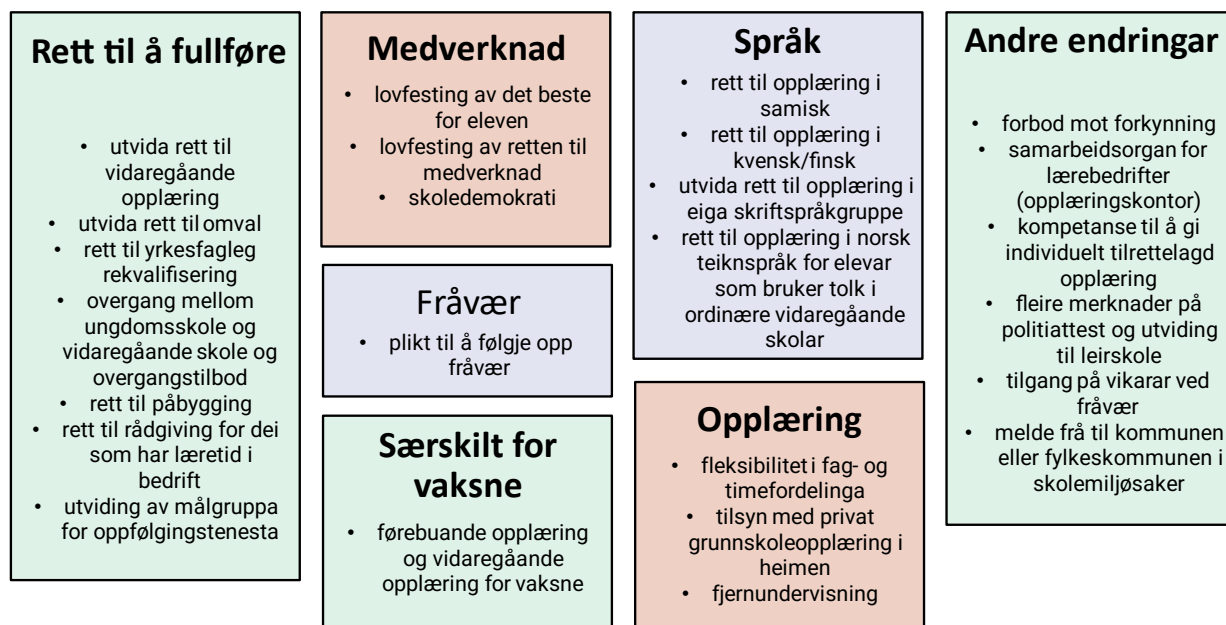 Rett til å fullføre
• utvida rett til
vidaregåande
opplæring
• utvida rett til omval
• rett til yrkesfagleg
rekvalifisering
• overgang mellom
ungdomsskole og
vidaregåande skole og
overgangstilbod
• rett til påbygging
• rett til rådgiving for dei
som har læretid i
bedrift
• utviding av målgruppa
for oppfølgingstenesta
Medverknad
• lovfesting av det beste
for eleven
• lovfesting av retten til
medverknad
• skoledemokrati
Fråvær
• plikt til å følgje opp
fråvær
Særskilt for
vaksne
• førebuande opplæring
og vidaregåande
opplæring for vaksne
Språk
• rett til opplæring i
samisk
• rett til opplæring i
kvensk/finsk
• utvida rett til opplæring i
eiga skriftspråkgruppe
• rett til opplæring i norsk
teiknspråk for elevar
som bruker tolk i
ordinære vidaregåande
skolar
Opplæring
• fleksibilitet i fag- og
timefordelinga
• tilsyn med privat
grunnskoleopplæring i
heimen
• fjernundervisning
Andre endringar
• forbod mot forkynning
• samarbeidsorgan for
lærebedrifter
(opplæringskontor)
• kompetanse til å gi
individuelt tilrettelagd
opplæring
• fleire merknader på
politiattest og utviding
til leirskole
• tilgang på vikarar ved
fråvær
• melde frå til kommunen
eller fylkeskommunen i
skolemiljøsaker